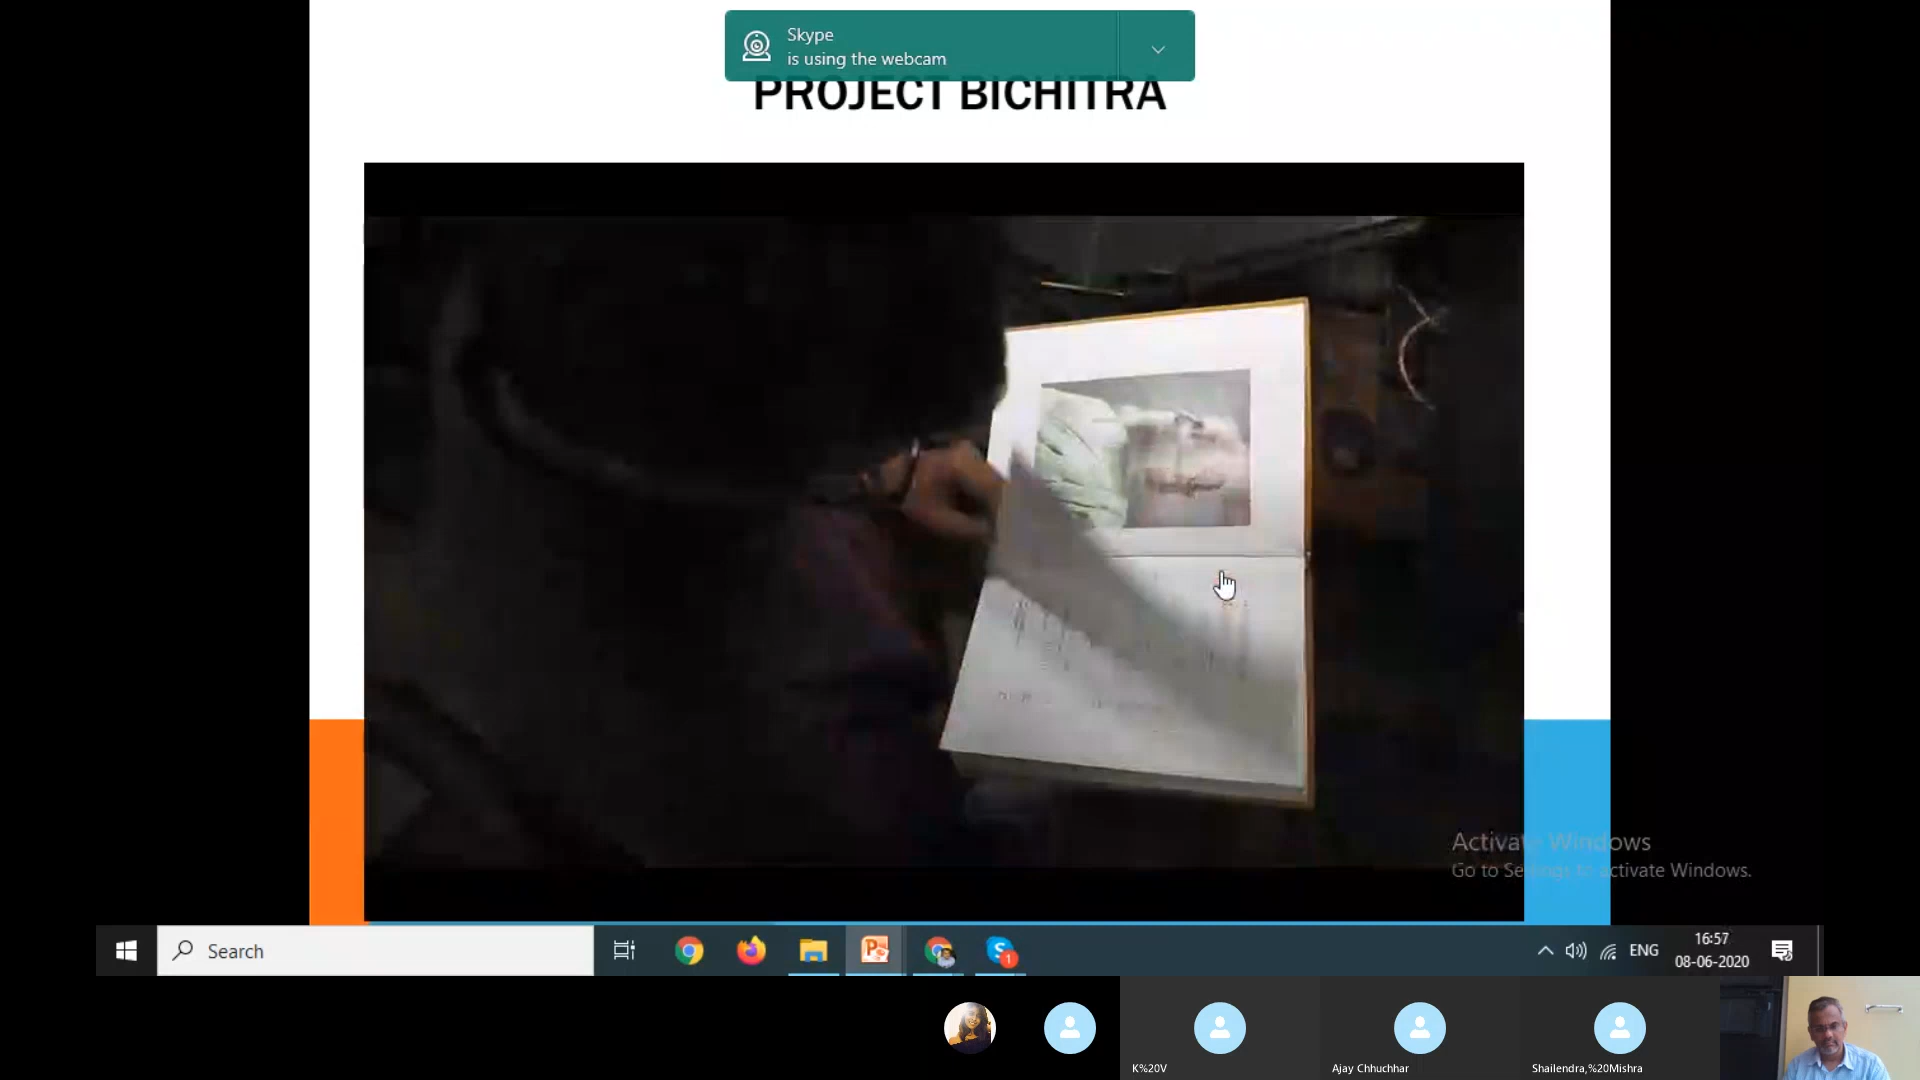 Skype
is using the webcam
PROJECT BICHITRA
Activate Windows
Go to Settings to activate Windows.
Search
ENG
16:57
08-06-2020
1
K%20V
Ajay Chhuchhar
Shailendra,%20Mishra